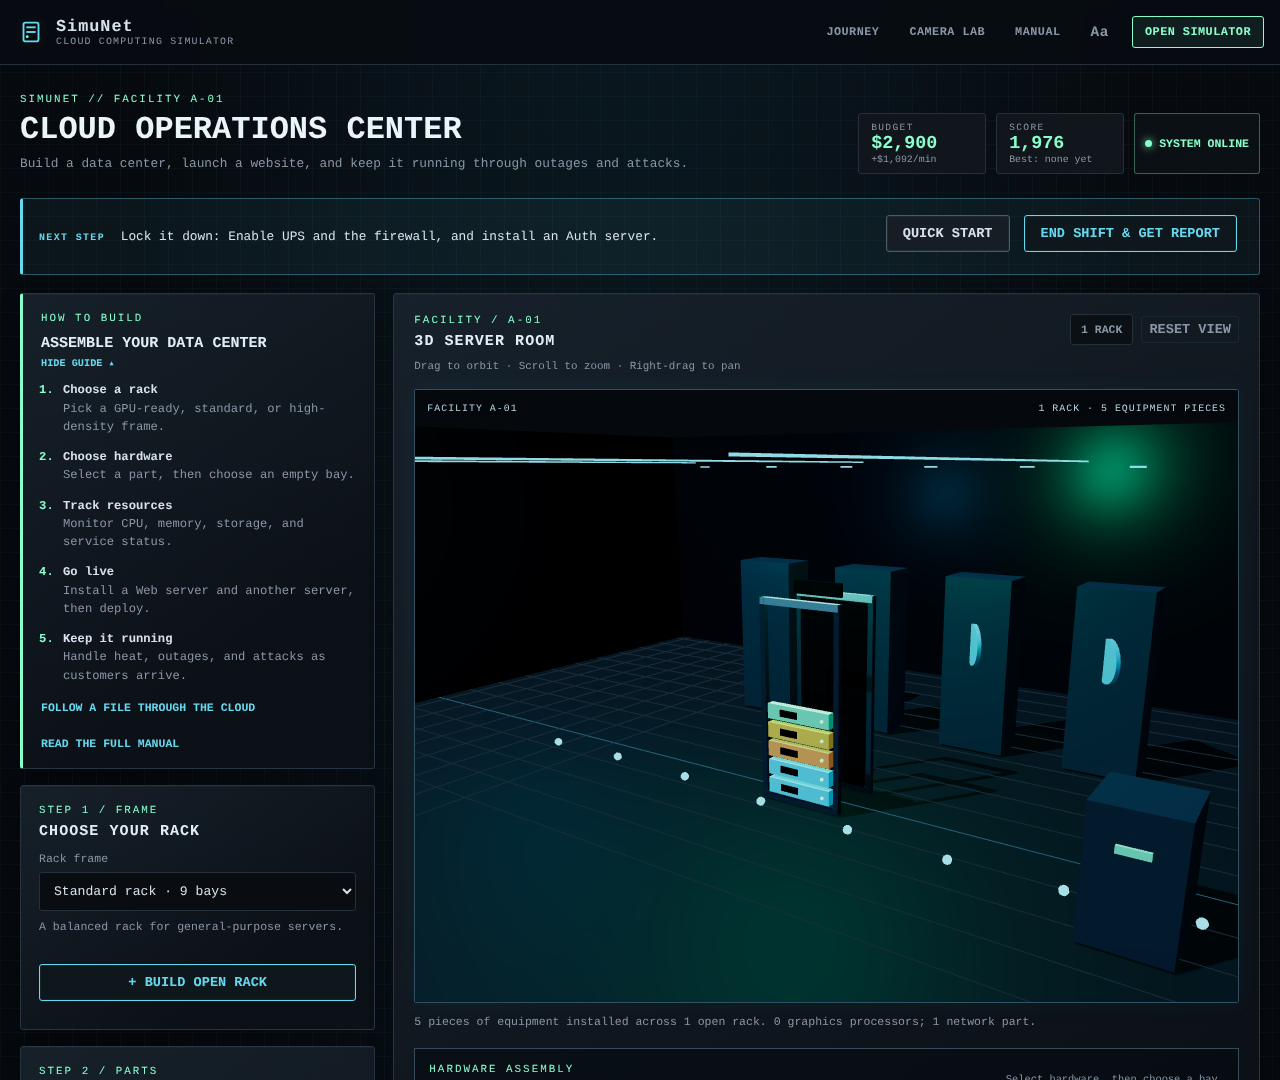 SimuNet
CLOUD COMPUTING SIMULATOR
JOURNEY
CAMERA LAB
MANUAL
Aa
OPEN SIMULATOR
SIMUNET // FACILITY A-01
CLOUD OPERATIONS CENTER
Build a data center, launch a website, and keep it running through outages and attacks.
BUDGET
$2,900
+$1,092/min
SCORE
1,976
Best: none yet
SYSTEM ONLINE
NEXT STEP
Lock it down: Enable UPS and the firewall, and install an Auth server.
QUICK START
END SHIFT & GET REPORT
HOW TO BUILD
ASSEMBLE YOUR DATA CENTER
HIDE GUIDE ▴
1. Choose a rack
Pick a GPU-ready, standard, or high-
density frame.
2. Choose hardware
Select a part, then choose an empty bay.
3. Track resources
Monitor CPU, memory, storage, and
service status.
4. Go live
Install a Web server and another server,
then deploy.
5. Keep it running
Handle heat, outages, and attacks as
customers arrive.
FOLLOW A FILE THROUGH THE CLOUD
READ THE FULL MANUAL
STEP 1 / FRAME
CHOOSE YOUR RACK
Rack frame
Standard rack · 9 bays
A balanced rack for general-purpose servers.
+ BUILD OPEN RACK
STEP 2 / PARTS
FACILITY / A-01
3D SERVER ROOM
Drag to orbit · Scroll to zoom · Right-drag to pan
1 RACK
RESET VIEW
FACILITY A-01
1 RACK · 5 EQUIPMENT PIECES
5 pieces of equipment installed across 1 open rack. 0 graphics processors; 1 network part.
HARDWARE ASSEMBLY
Select hardware, then choose a bay.